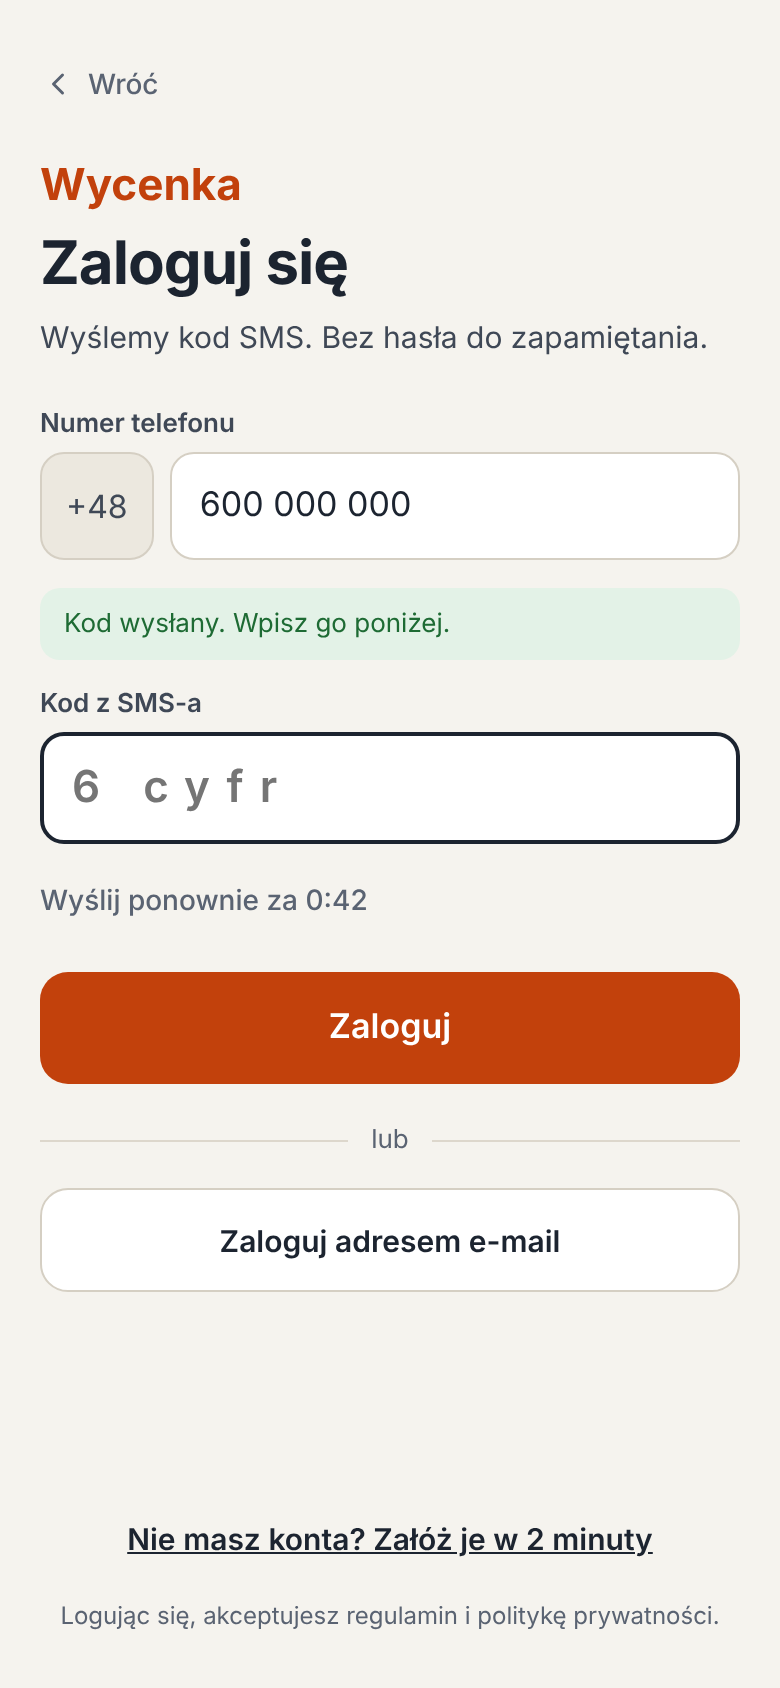 Wróć
Wycenka
Zaloguj się
Wyślemy kod SMS. Bez hasła do zapamiętania.
Numer telefonu
+48 600 000 000
Kod wysłany. Wpisz go poniżej.
Kod z SMS-a
6 cyfr
Wyślij ponownie za 0:42
Zaloguj
lub
Zaloguj adresem e-mail
Nie masz konta? Załóż je w 2 minuty
Logując się, akceptujesz regulamin i politykę prywatności.